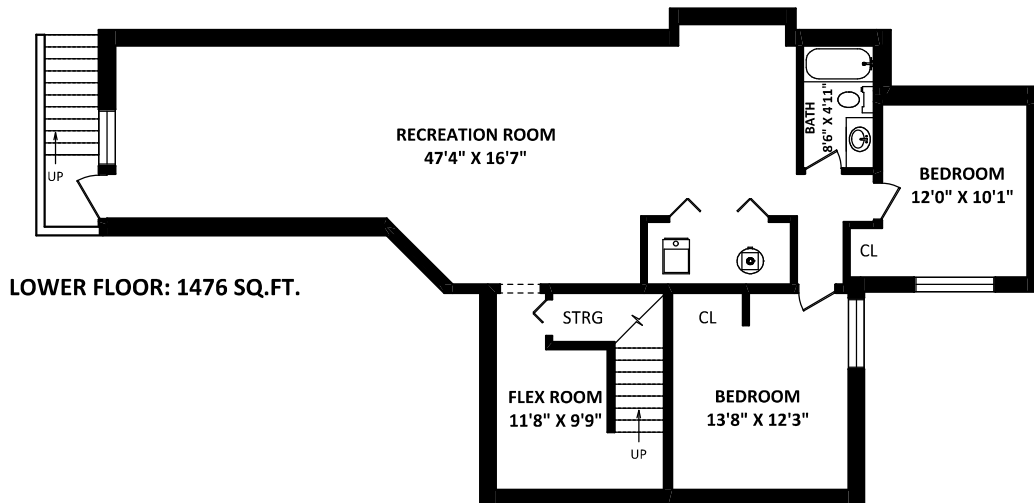 RECREATION ROOM
47'4" X 16'7"
BATH
8'6" X 4'11"
BEDROOM
12'0" X 10'1"
UP
CL
LOWER FLOOR: 1476 SQ.FT.
STRG
CL
FLEX ROOM
11'8" X 9'9"
BEDROOM
13'8" X 12'3"
UP